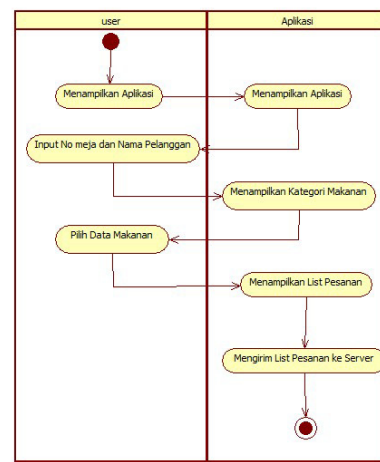 user
Aplikasi
Menampilkan Aplikasi
Menampilkan Aplikasi
Input No meja dan Nama Pelanggan
Menampilkan Kategori Makanan
Pilih Data Makanan
Menampilkan List Pesanan
Mengirim List Pesanan ke Server